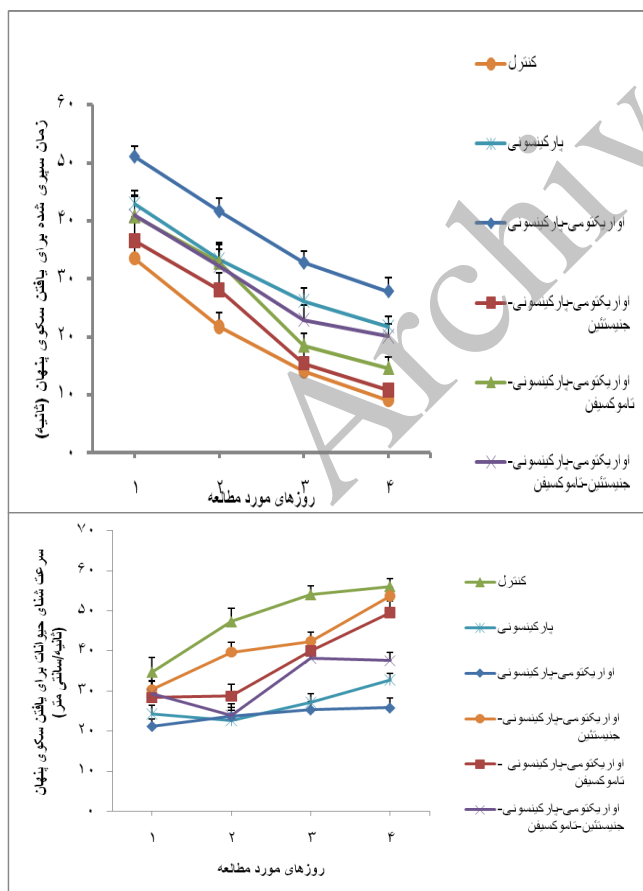 کنترل
پارکینسونی
اواریکتومی-پارکینسونی
اواریکتومی-پارکینسونی-
جنیستئین
اواریکتومی-پارکینسونی-
تاموکسیفن
اواریکتومی-پارکینسونی-
جنیستئین-تاموکسیفن
زمان سپری شده برای یافتن سکوی پنهان (ثانیه)
۶۰
۵۰
۴۰
۳۰
۲۰
۱۰
۰
۱ ۲ ۳ ۴
روزهای مورد مطالعه
Archiv
سرعت شنای حیوانات برای یافتن سکوی پنهان
(ثانیه/سانتی متر)
۷۰
۶۰
۵۰
۴۰
۳۰
۲۰
۱۰
۰
۱ ۲ ۳ ۴
روزهای مورد مطالعه
کنترل
پارکینسونی
اواریکتومی-پارکینسونی
اواریکتومی-پارکینسونی-
جنیستئین
اواریکتومی-پارکینسونی -
تاموکسیفن
اواریکتومی-پارکینسونی-
جنیستئین-تاموکسیفن